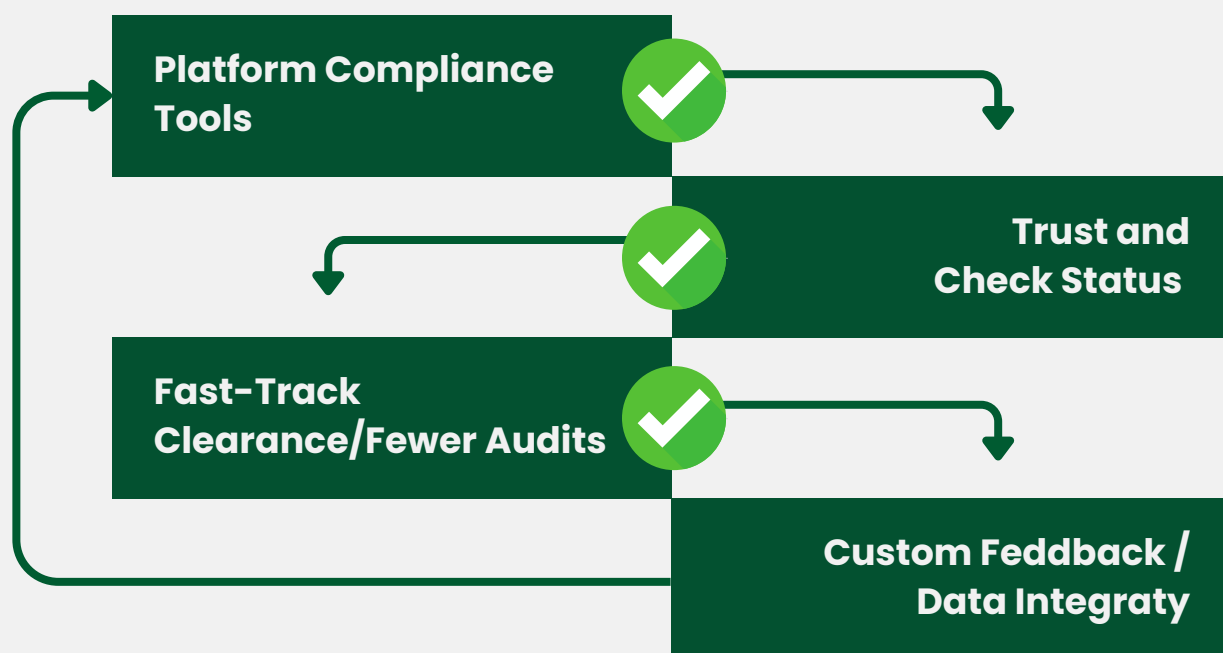 Platform Compliance
Tools
Trust and
Check Status
Fast-Track
Clearance/Fewer Audits
Custom Feddback /
Data Integraty